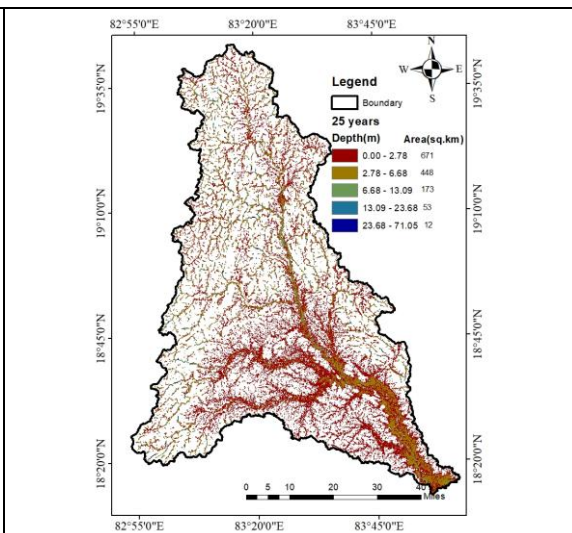 82°55'0"E 83°20'0"E 83°45'0"E
N
W E
S
19°35'0"N 19°35'0"N
Legend
Boundary
25 years
Depth(m) Area(sq.km)
0.00 - 2.78 671
2.78 - 6.68 448
6.68 - 13.09 173
13.09 - 23.68 53
23.68 - 71.05 12
19°10'0"N 19°10'0"N
18°45'0"N 18°45'0"N
18°20'0"N 18°20'0"N
0 5 10 20 30 40
Miles
82°55'0"E 83°20'0"E 83°45'0"E